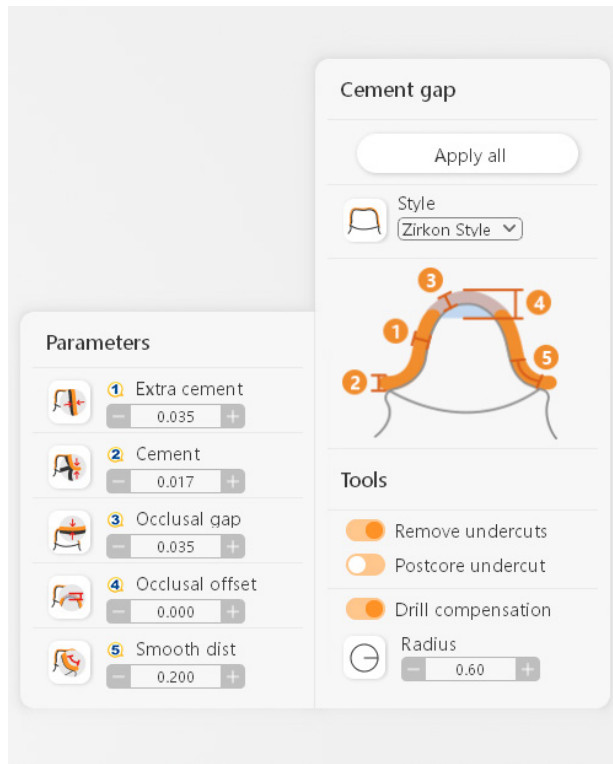 Cement gap
Apply all
Style
Zirkon Style
3
4
1
5
2
Parameters
1 Extra cement
0.035
2 Cement
0.017
3 Occlusal gap
0.035
4 Occlusal offset
0.000
5 Smooth dist
0.200
Tools
Remove undercuts
Postcore undercut
Drill compensation
Radius
0.60